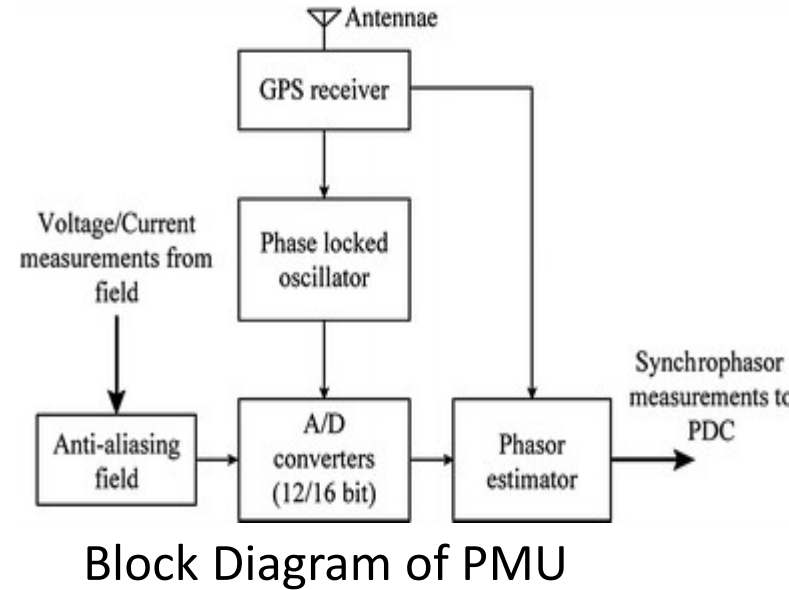 Antennae
GPS receiver
Voltage/Current
measurements from
field
Phase locked
oscillator
Anti-aliasing
field
A/D
converters
(12/16 bit)
Phasor
estimator
Synchrophasor
measurements to
PDC
Block Diagram of PMU